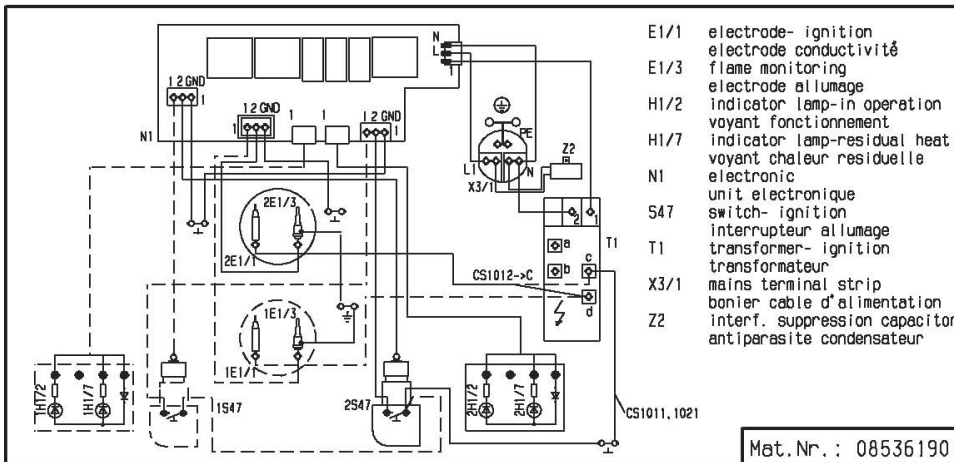 N
L
1
1 2 GND
1
1 2 GND
1
1
1
1 2 GND
1
N1
PE
L1
N
X3/1
Z2
2
1
T1
a
b
c
d
2E1/3
2E1/1
CS1012->C
1E1/3
1E1/1
1H1/2
1H1/7
1S47
2S47
2H1/2
2H1/7
CS1011,1021
E1/1 electrode- ignition
electrode conductivité
E1/3 flame monitoring
electrode allumage
H1/2 indicator lamp-in operation
voyant fonctionnement
H1/7 indicator lamp-residual heat
voyant chaleur residuelle
N1 electronic
unit electronique
S47 switch- ignition
interrupteur allumage
T1 transformer- ignition
transformateur
X3/1 mains terminal strip
bonier cable d'alimentation
Z2 interf. suppression capacitor
antiparasite condensateur
Mat.Nr.: 08536190